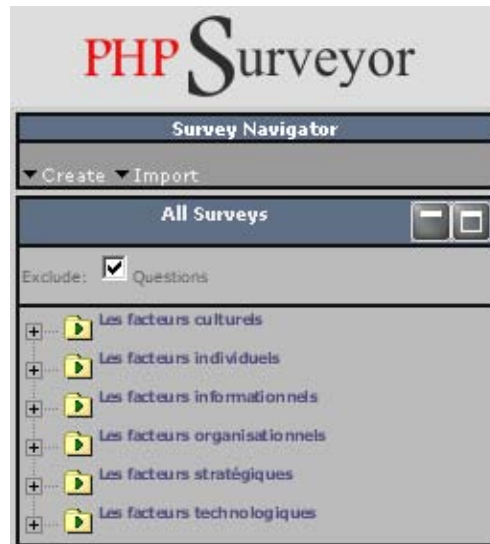 PHP Surveyor
Survey Navigator
Create Import
All Surveys
Exclude: Questions
Les facteurs culturels
Les facteurs individuels
Les facteurs informationnels
Les facteurs organisationnels
Les facteurs stratégiques
Les facteurs technologiques